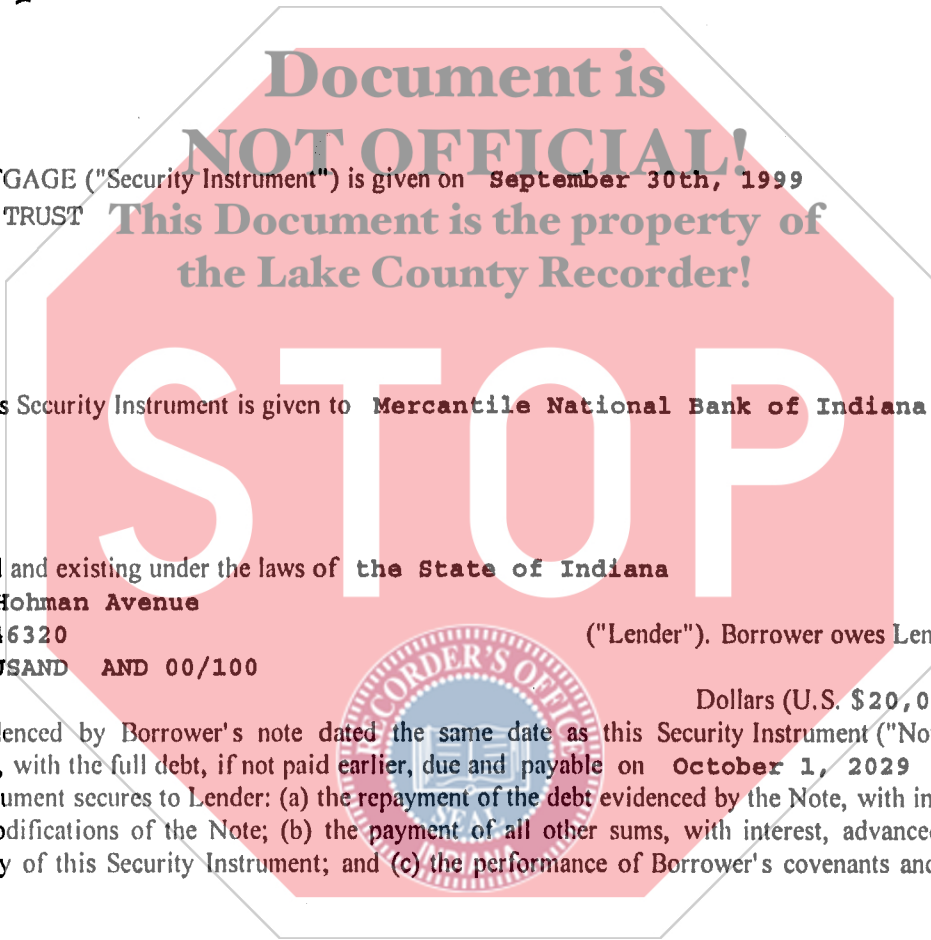 Document is
NOT OFFICIAL!
GAGE ("Security Instrument") is given on September 30th, 1999
TRUST
This Document is the property of
the Lake County Recorder!
STOP
s Security Instrument is given to Mercantile National Bank of Indiana
and existing under the laws of the State of Indiana
Hohman Avenue
46320 ("Lender"). Borrower owes Len
USAND AND 00/100
Dollars (U.S. $20,0
enced by Borrower's note dated the same date as this Security Instrument ("No
, with the full debt, if not paid earlier, due and payable on October 1, 2029
ument secures to Lender: (a) the repayment of the debt evidenced by the Note, with in
odifications of the Note; (b) the payment of all other sums, with interest, advance
y of this Security Instrument; and (c) the performance of Borrower's covenants and
RECORDER'S OFFICE
SEAL
INDIANA